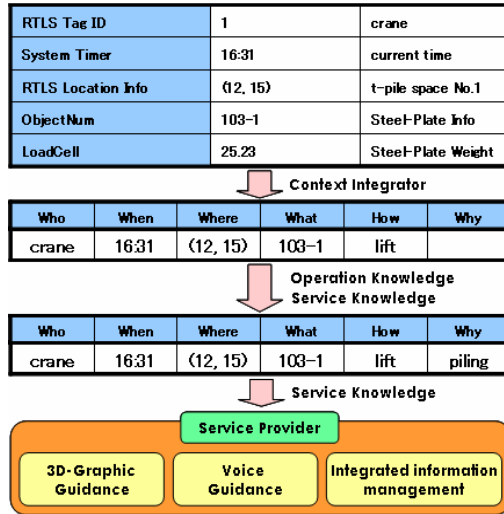 RTLS Tag ID 1 crane
System Timer 16:31 current time
RTLS Location Info (12, 15) t-pile space No.1
ObjectNum 103-1 Steel-Plate Info
LoadCell 25.23 Steel-Plate Weight
Context Integrator
Who When Where What How Why
crane 16:31 (12, 15) 103-1 lift
Operation Knowledge
Service Knowledge
Who When Where What How Why
crane 16:31 (12, 15) 103-1 lift piling
Service Knowledge
Service Provider
3D-Graphic Guidance
Voice Guidance
Integrated information management